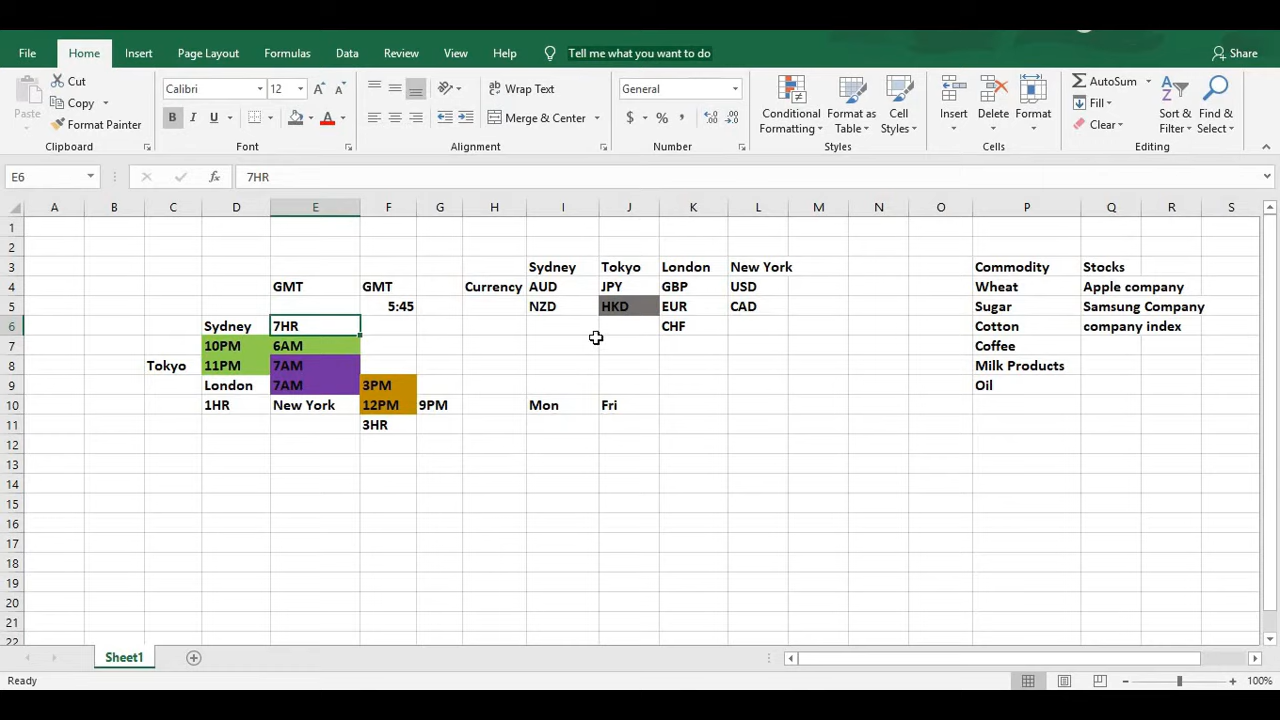 File Home Insert Page Layout Formulas Data Review View Help Tell me what you want to do Share
Cut
Copy
Format Painter
Paste
Calibri 12
B I U
Wrap Text
Merge & Center
General
$ % ,
Conditional Formatting
Format as Table
Cell Styles
Insert Delete Format
AutoSum
Fill
Clear
Sort & Filter
Find & Select
Clipboard Font Alignment Number Styles Cells Editing
E6 fx 7HR
A B C D E F G H I J K L M N O P Q R S
1
2
3 Sydney Tokyo London New York Commodity Stocks
4 GMT GMT Currency AUD JPY GBP USD Wheat Apple company
5 5:45 NZD HKD EUR CAD Sugar Samsung Company
6 Sydney 7HR CHF Cotton company index
7 10PM 6AM Coffee
8 Tokyo 11PM 7AM Milk Products
9 London 7AM 3PM Oil
10 1HR New York 12PM 9PM Mon Fri
11 3HR
12
13
14
15
16
17
18
19
20
21
22
Sheet1
Ready 100%